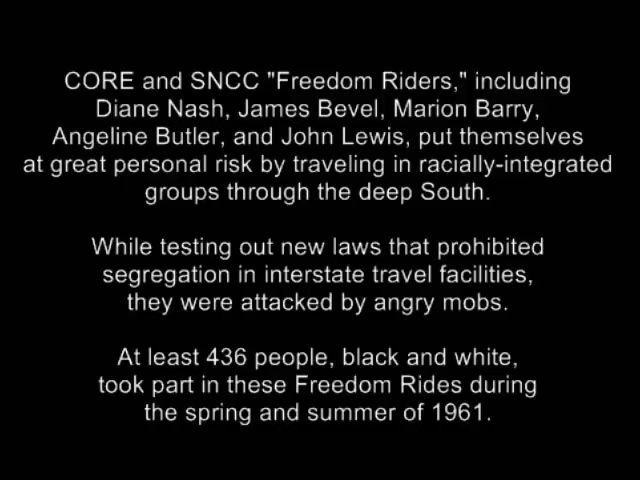 CORE and SNCC "Freedom Riders," including
Diane Nash, James Bevel, Marion Barry,
Angeline Butler, and John Lewis, put themselves
at great personal risk by traveling in racially-integrated
groups through the deep South.
While testing out new laws that prohibited
segregation in interstate travel facilities,
they were attacked by angry mobs.
At least 436 people, black and white,
took part in these Freedom Rides during
the spring and summer of 1961.